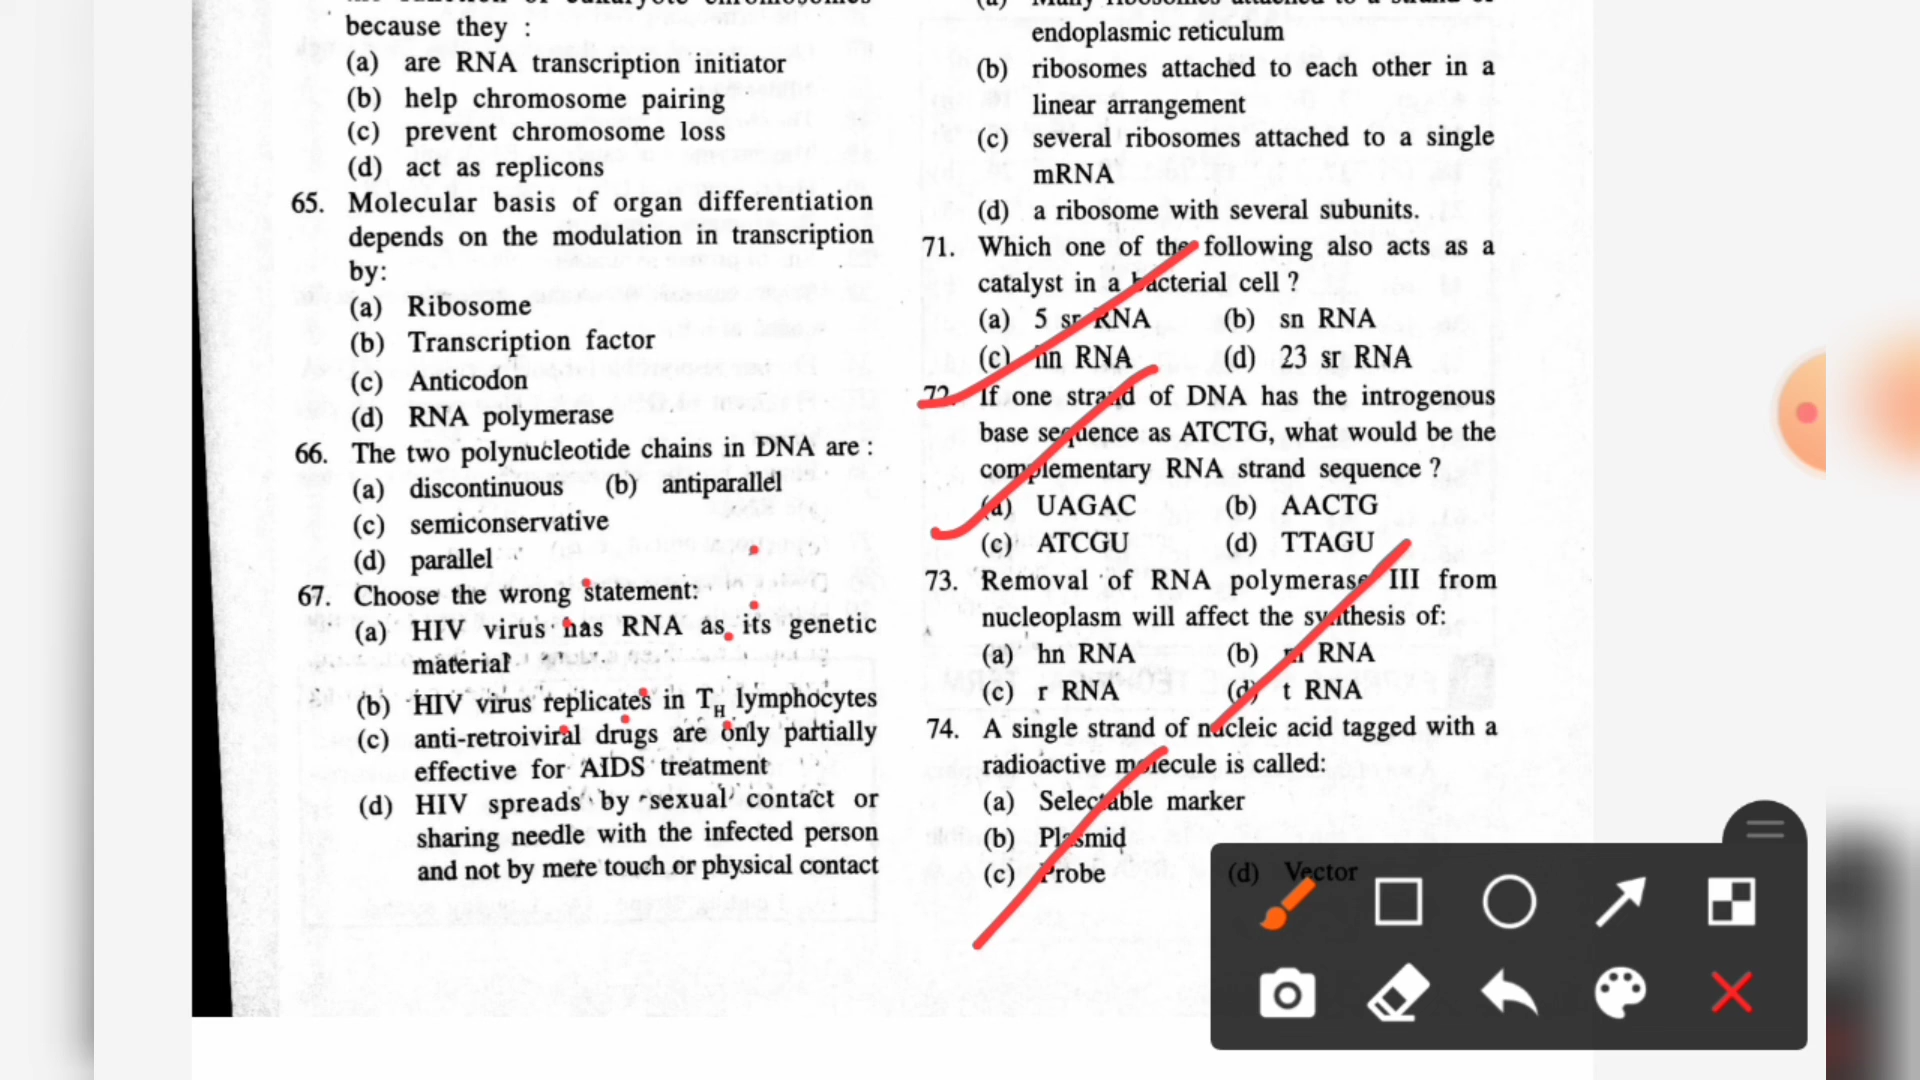 because they :
(a) are RNA transcription initiator
(b) help chromosome pairing
(c) prevent chromosome loss
(d) act as replicons
65. Molecular basis of organ differentiation
depends on the modulation in transcription
by:
(a) Ribosome
(b) Transcription factor
(c) Anticodon
(d) RNA polymerase
66. The two polynucleotide chains in DNA are :
(a) discontinuous (b) antiparallel
(c) semiconservative
(d) parallel
67. Choose the wrong statement:
(a) HIV virus has RNA as its genetic
material
(b) HIV virus replicates in TH lymphocytes
(c) anti-retroiviral drugs are only partially
effective for AIDS treatment
(d) HIV spreads by sexual contact or
sharing needle with the infected person
and not by mere touch or physical contact
(a) Many ribosomes attached to a strand of
endoplasmic reticulum
(b) ribosomes attached to each other in a
linear arrangement
(c) several ribosomes attached to a single
mRNA
(d) a ribosome with several subunits.
71. Which one of the following also acts as a
catalyst in a bacterial cell ?
(a) 5 sr RNA (b) sn RNA
(c) hn RNA (d) 23 sr RNA
72. If one strand of DNA has the introgenous
base sequence as ATCTG, what would be the
complementary RNA strand sequence ?
(a) UAGAC (b) AACTG
(c) ATCGU (d) TTAGU
73. Removal of RNA polymerase III from
nucleoplasm will affect the synthesis of:
(a) hn RNA (b) m RNA
(c) r RNA (d) t RNA
74. A single strand of nucleic acid tagged with a
radioactive molecule is called:
(a) Selectable marker
(b) Plasmid
(c) Probe (d) Vector